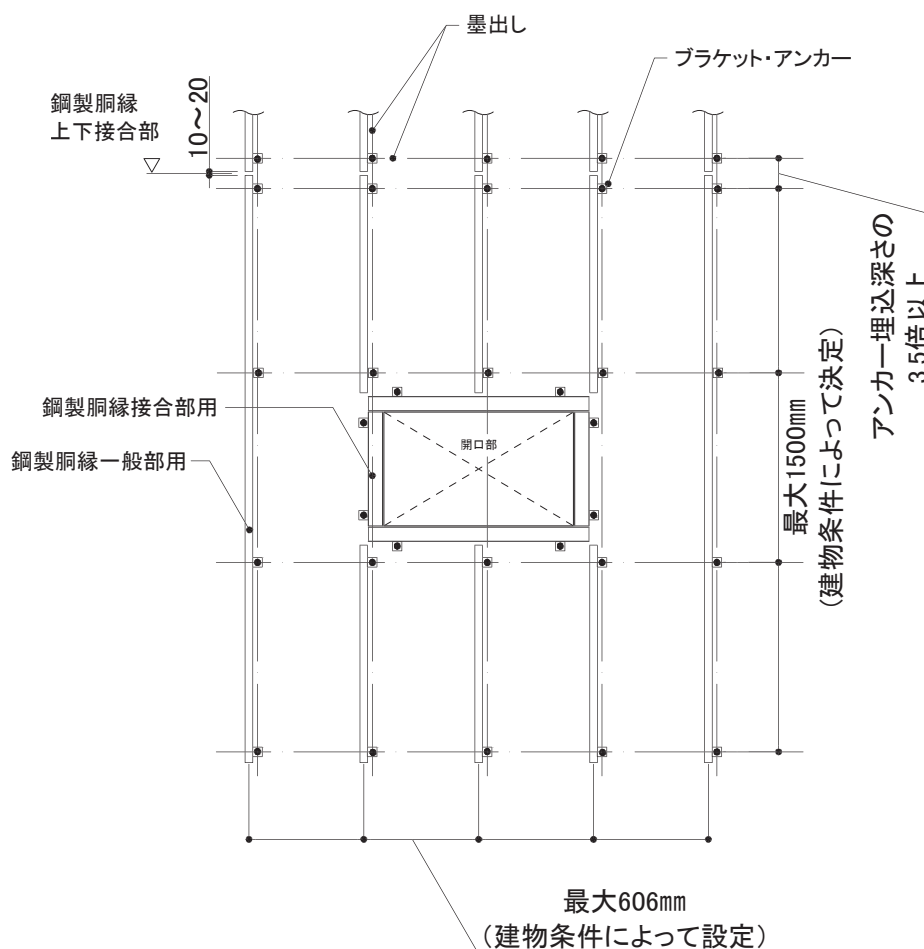 墨出し
ブラケット・アンカー
鋼製胴縁
上下接合部
10～20
アンカー埋込深さの
3.5倍以上
鋼製胴縁接合部用
開口部
鋼製胴縁一般部用
最大1500mm
（建物条件によって決定）
最大606mm
（建物条件によって設定）